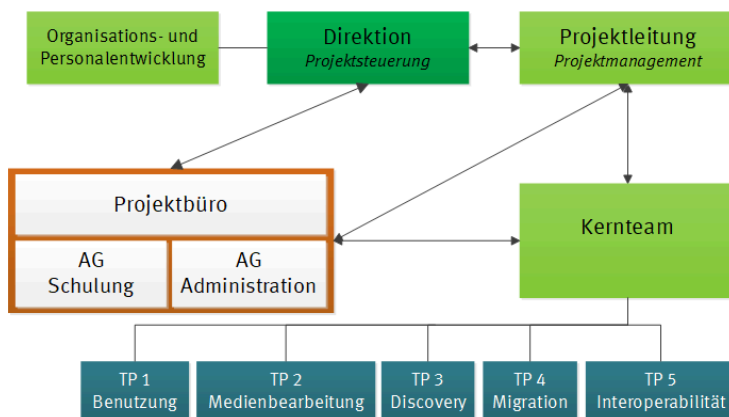 Organisations- und
Personalentwicklung
Direktion
Projektsteuerung
Projektleitung
Projektmanagement
Projektbüro
AG
Schulung
AG
Administration
Kernteam
TP 1
Benutzung
TP 2
Medienbearbeitung
TP 3
Discovery
TP 4
Migration
TP 5
Interoperabilität